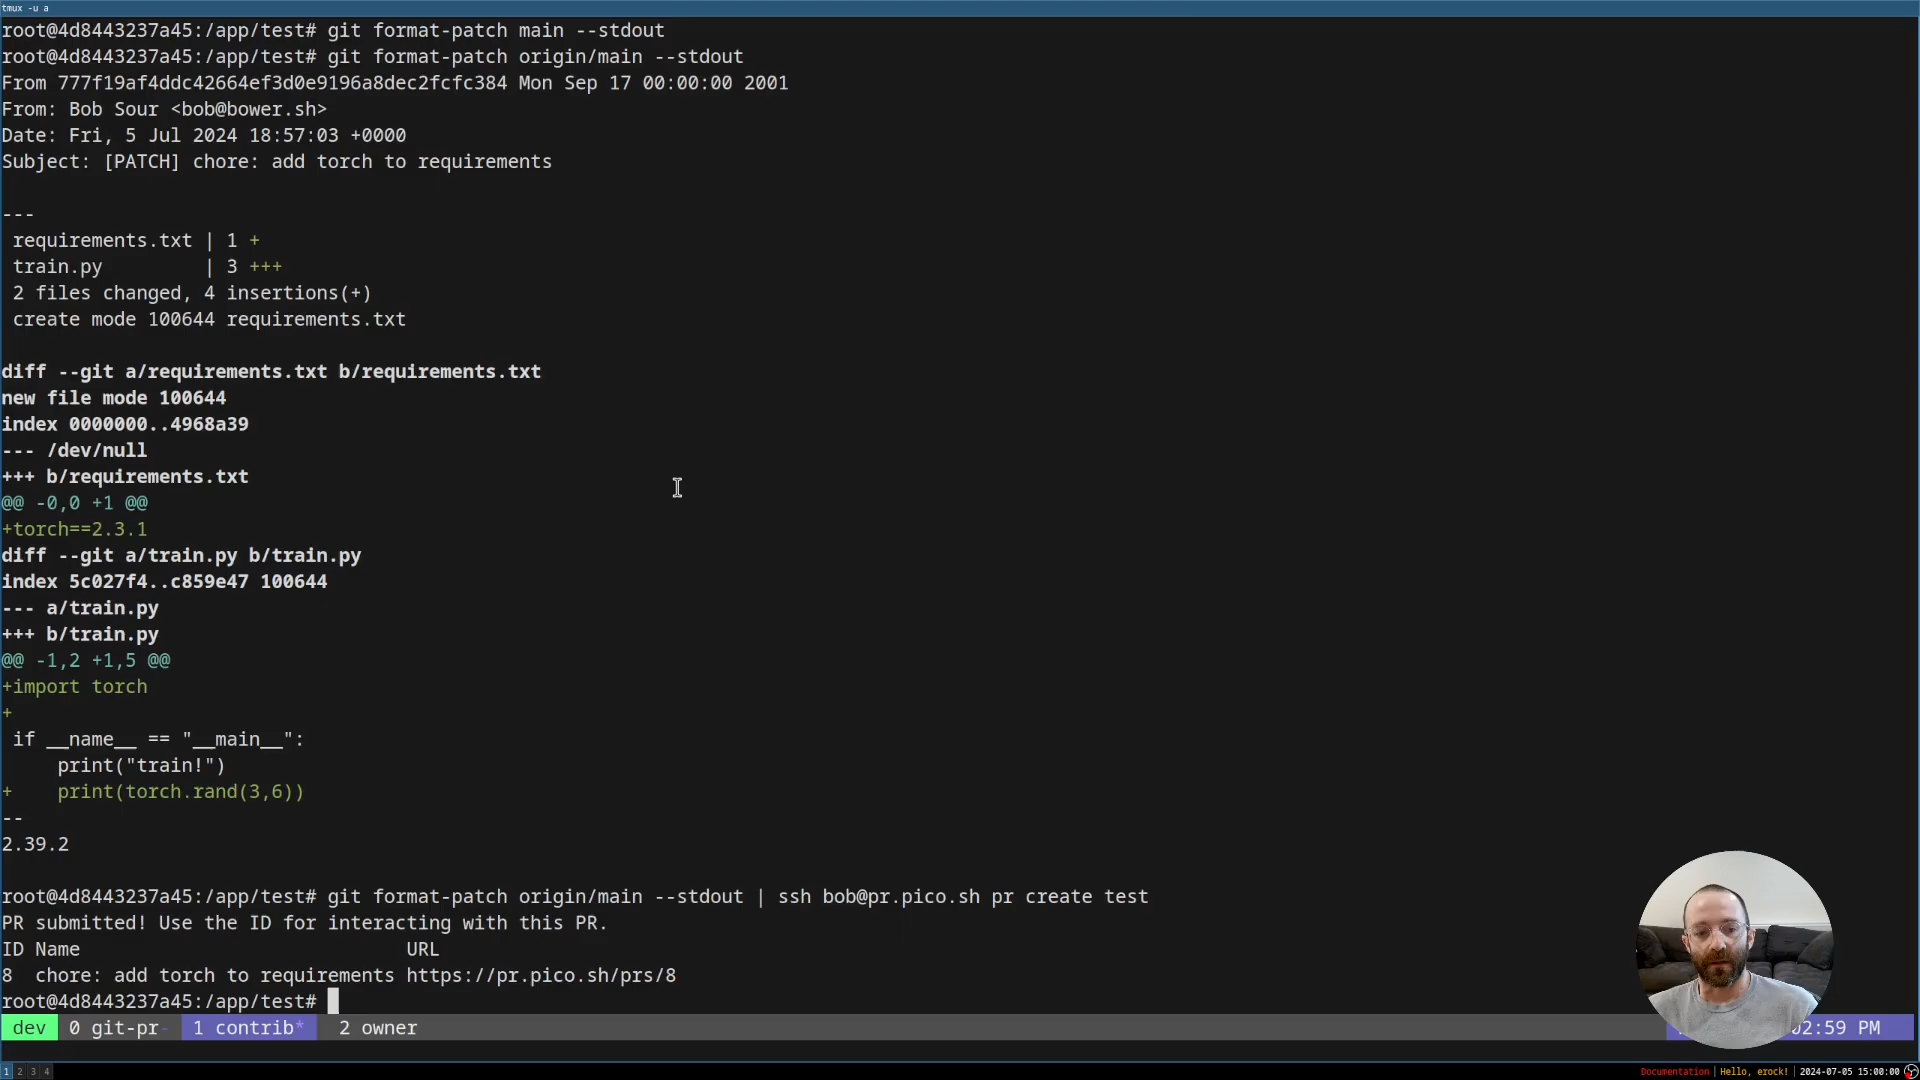 tmux -u a
root@4d8443237a45:/app/test# git format-patch main --stdout
root@4d8443237a45:/app/test# git format-patch origin/main --stdout
From 777f19af4ddc42664ef3d0e9196a8dec2fcfc384 Mon Sep 17 00:00:00 2001
From: Bob Sour <bob@bower.sh>
Date: Fri, 5 Jul 2024 18:57:03 +0000
Subject: [PATCH] chore: add torch to requirements
---
 requirements.txt | 1 +
 train.py         | 3 +++
 2 files changed, 4 insertions(+)
 create mode 100644 requirements.txt
diff --git a/requirements.txt b/requirements.txt
new file mode 100644
index 0000000..4968a39
--- /dev/null
+++ b/requirements.txt
@@ -0,0 +1 @@
+torch==2.3.1
diff --git a/train.py b/train.py
index 5c027f4..c859e47 100644
--- a/train.py
+++ b/train.py
@@ -1,2 +1,5 @@
+import torch
+
 if __name__ == "__main__":
     print("train!")
+    print(torch.rand(3,6))
--
2.39.2
root@4d8443237a45:/app/test# git format-patch origin/main --stdout | ssh bob@pr.pico.sh pr create test
PR submitted! Use the ID for interacting with this PR.
ID Name                             URL
8  chore: add torch to requirements https://pr.pico.sh/prs/8
root@4d8443237a45:/app/test#
dev 0 git-pr- 1 contrib* 2 owner 02:59 PM
1 2 3 4 Documentation | Hello, erock! | 2024-07-05 15:00:00